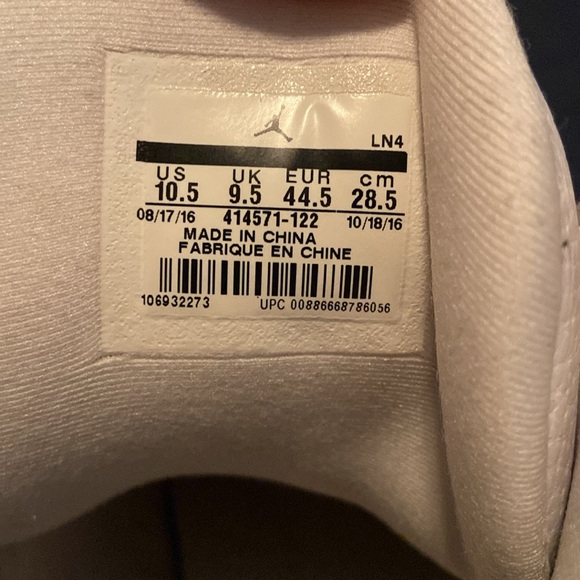 LN4
US UK EUR cm
10.5 9.5 44.5 28.5
08/17/16 414571-122 10/18/16
MADE IN CHINA
FABRIQUE EN CHINE
106932273 UPC 00886668786056